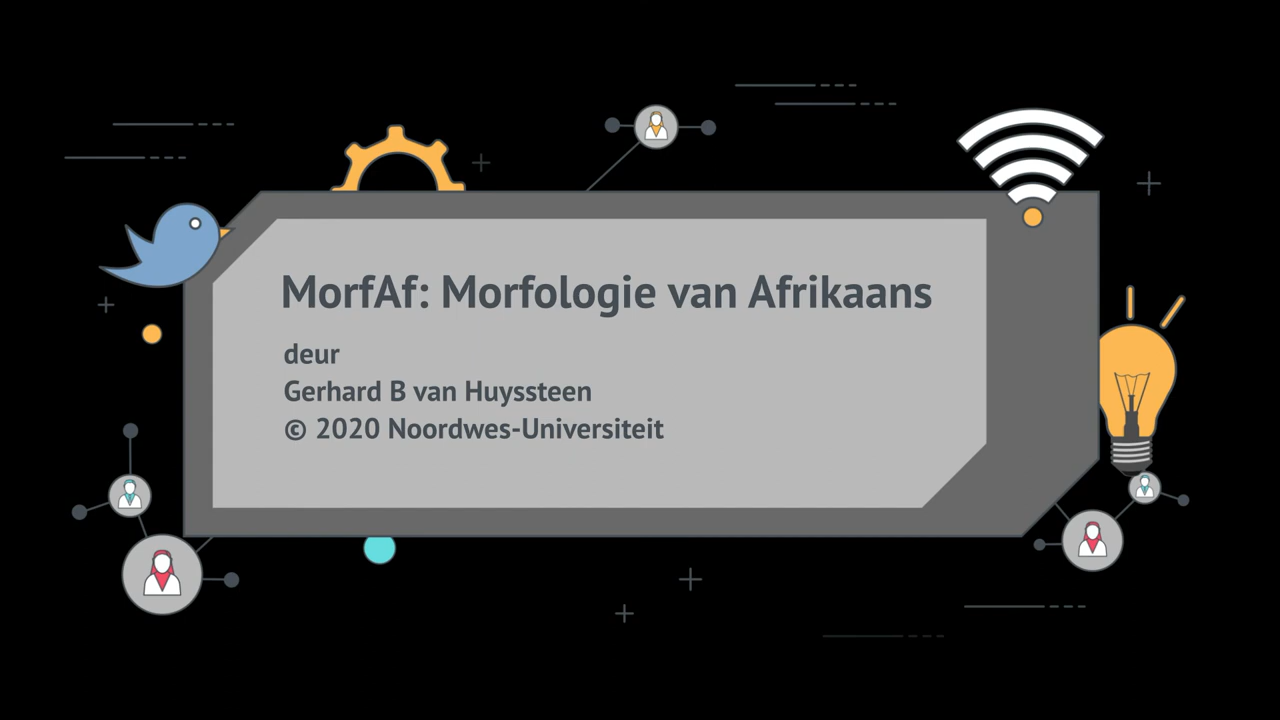 MorfAf: Morfologie van Afrikaans
deur
Gerhard B van Huyssteen
© 2020 Noordwes-Universiteit